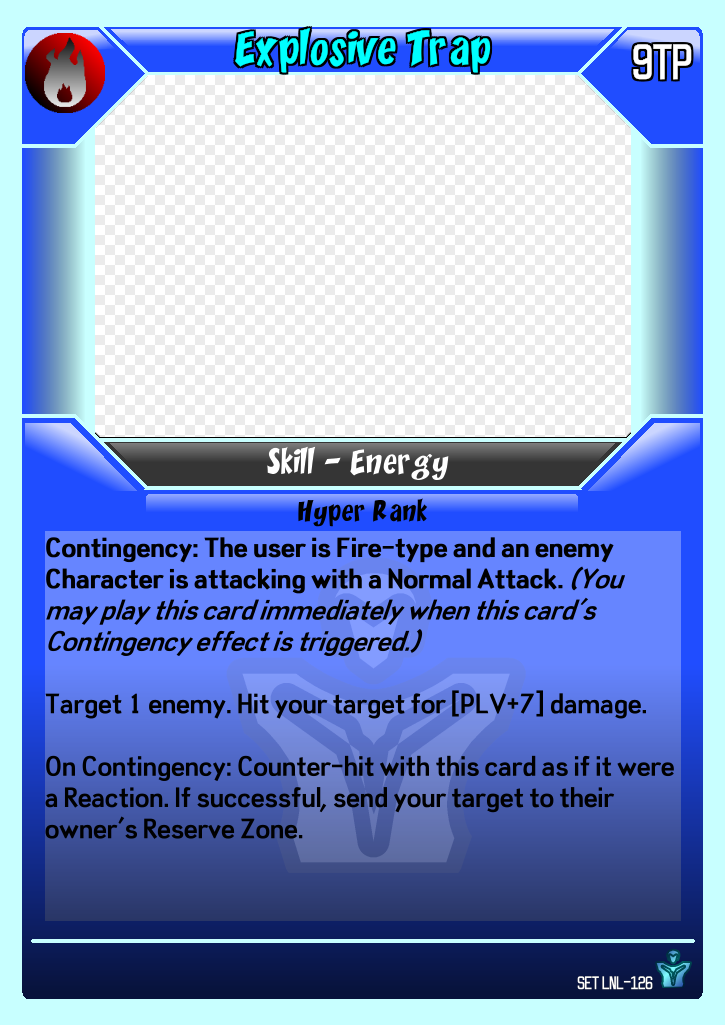 Explosive Trap
9TP
Skill - Energy
Hyper Rank
Contingency: The user is Fire-type and an enemy
Character is attacking with a Normal Attack. (You
may play this card immediately when this card's
Contingency effect is triggered.)
Target 1 enemy. Hit your target for [PLV+7] damage.
On Contingency: Counter-hit with this card as if it were
a Reaction. If successful, send your target to their
owner's Reserve Zone.
SET LNL-126